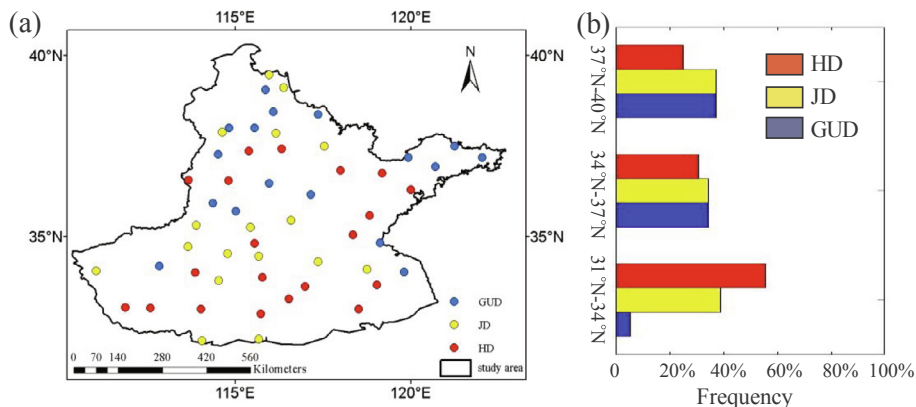 (a)
115°E
120°E
40°N
40°N
N
35°N
35°N
GUD
JD
HD
study area
0 70 140 280 420 560
Kilometers
115°E
120°E
(b)
37°N-40°N
34°N-37°N
31°N-34°N
HD
JD
GUD
0 20% 40% 60% 80% 100%
Frequency